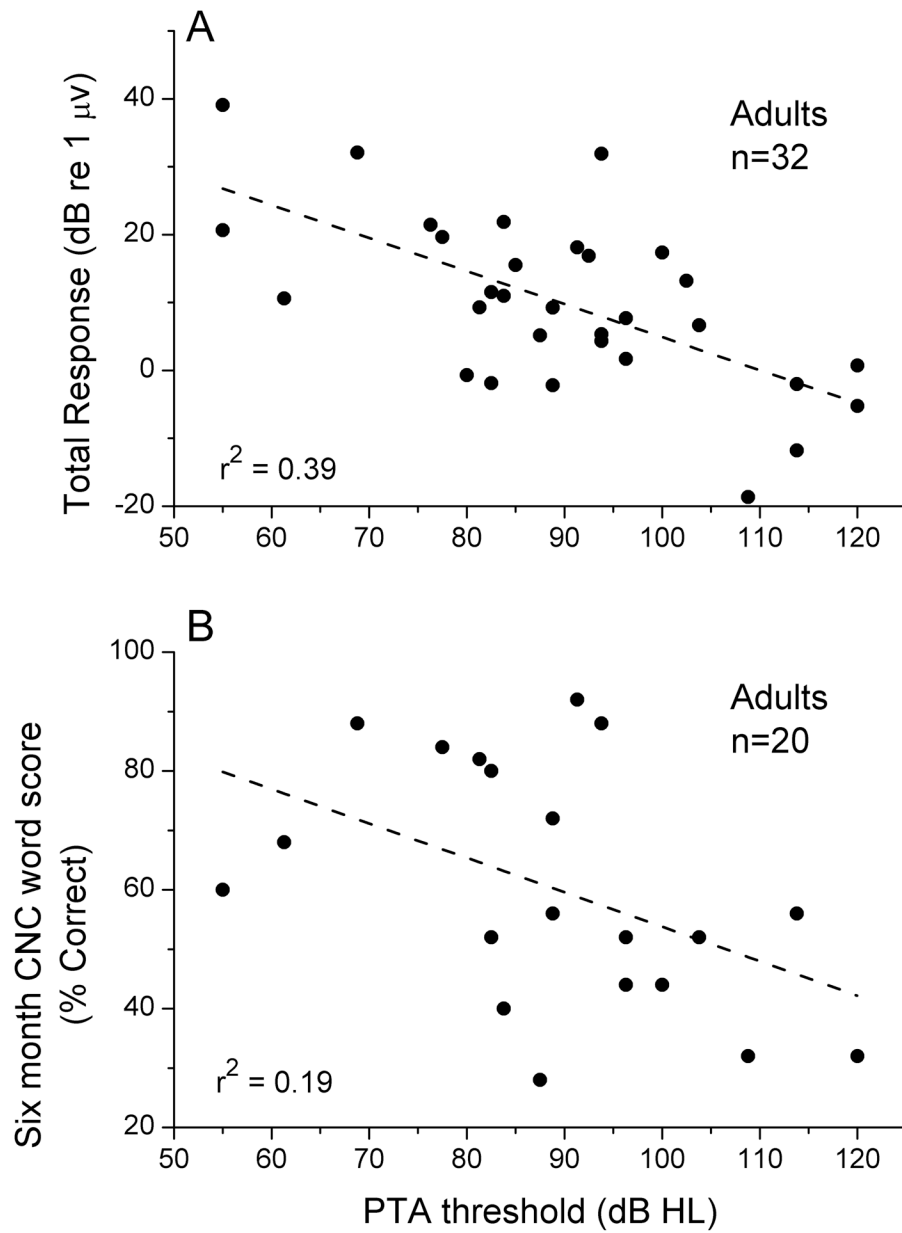 A
Total Response (dB re 1 μv)
40
20
0
-20
Adults
n=32
r² = 0.39
50 60 70 80 90 100 110 120
B
Six month CNC word score
(% Correct)
100
80
60
40
20
Adults
n=20
r² = 0.19
50 60 70 80 90 100 110 120
PTA threshold (dB HL)